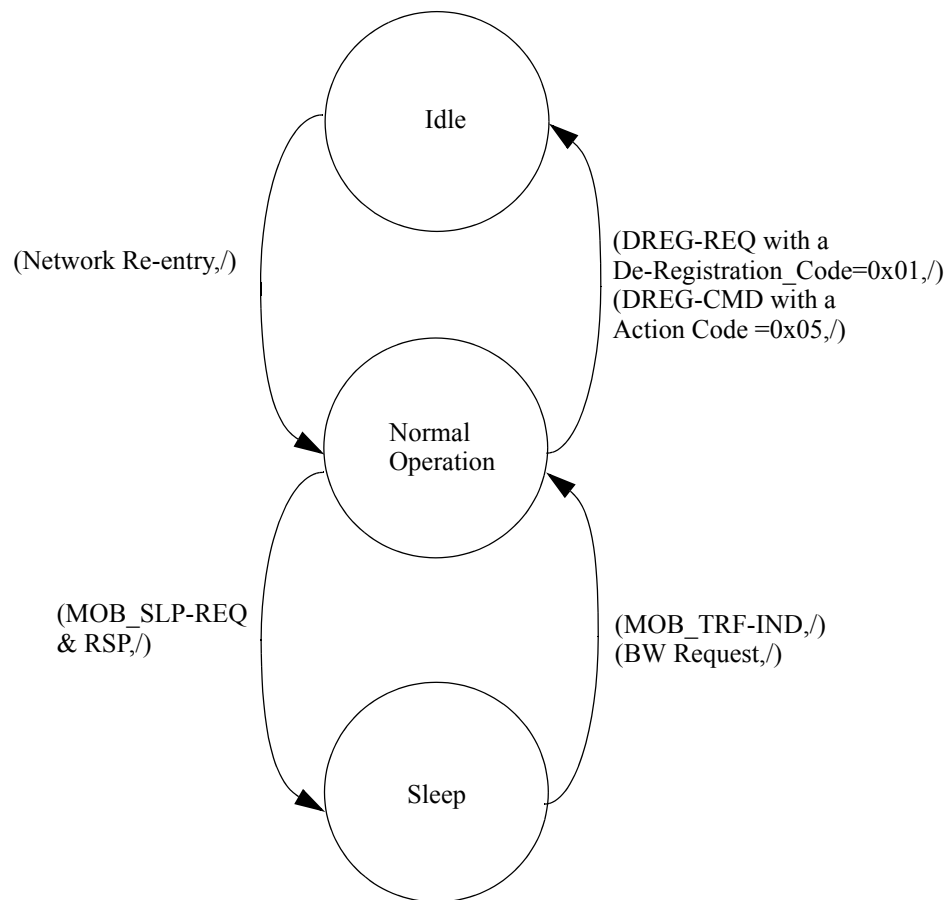 Idle
(Network Re-entry,/)
(DREG-REQ with a
De-Registration_Code=0x01,/)
(DREG-CMD with a
Action Code =0x05,/)
Normal
Operation
(MOB_SLP-REQ
& RSP,/)
(MOB_TRF-IND,/)
(BW Request,/)
Sleep